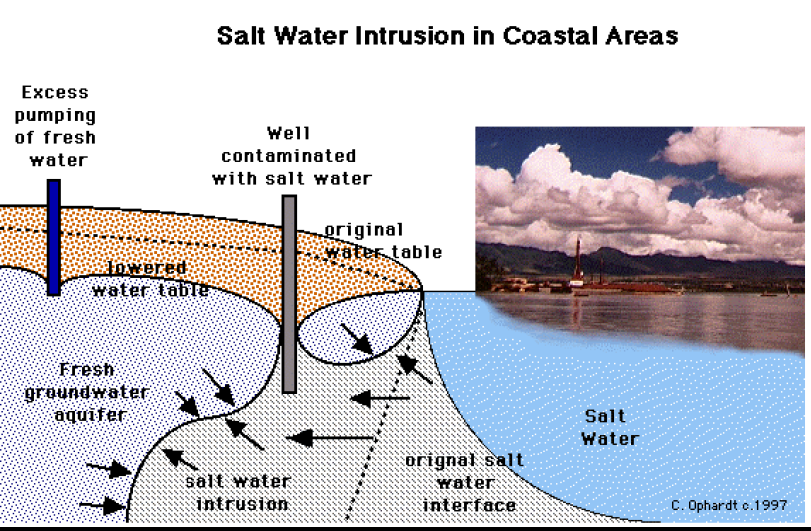 Salt Water Intrusion in Coastal Areas
Excess
pumping
of fresh
water
Well
contaminated
with salt water
original
water table
lowered
water table
Fresh
groundwater
aquifer
Salt
Water
salt water
intrusion
orignal salt
water
interface
C. Ophardt c.1997